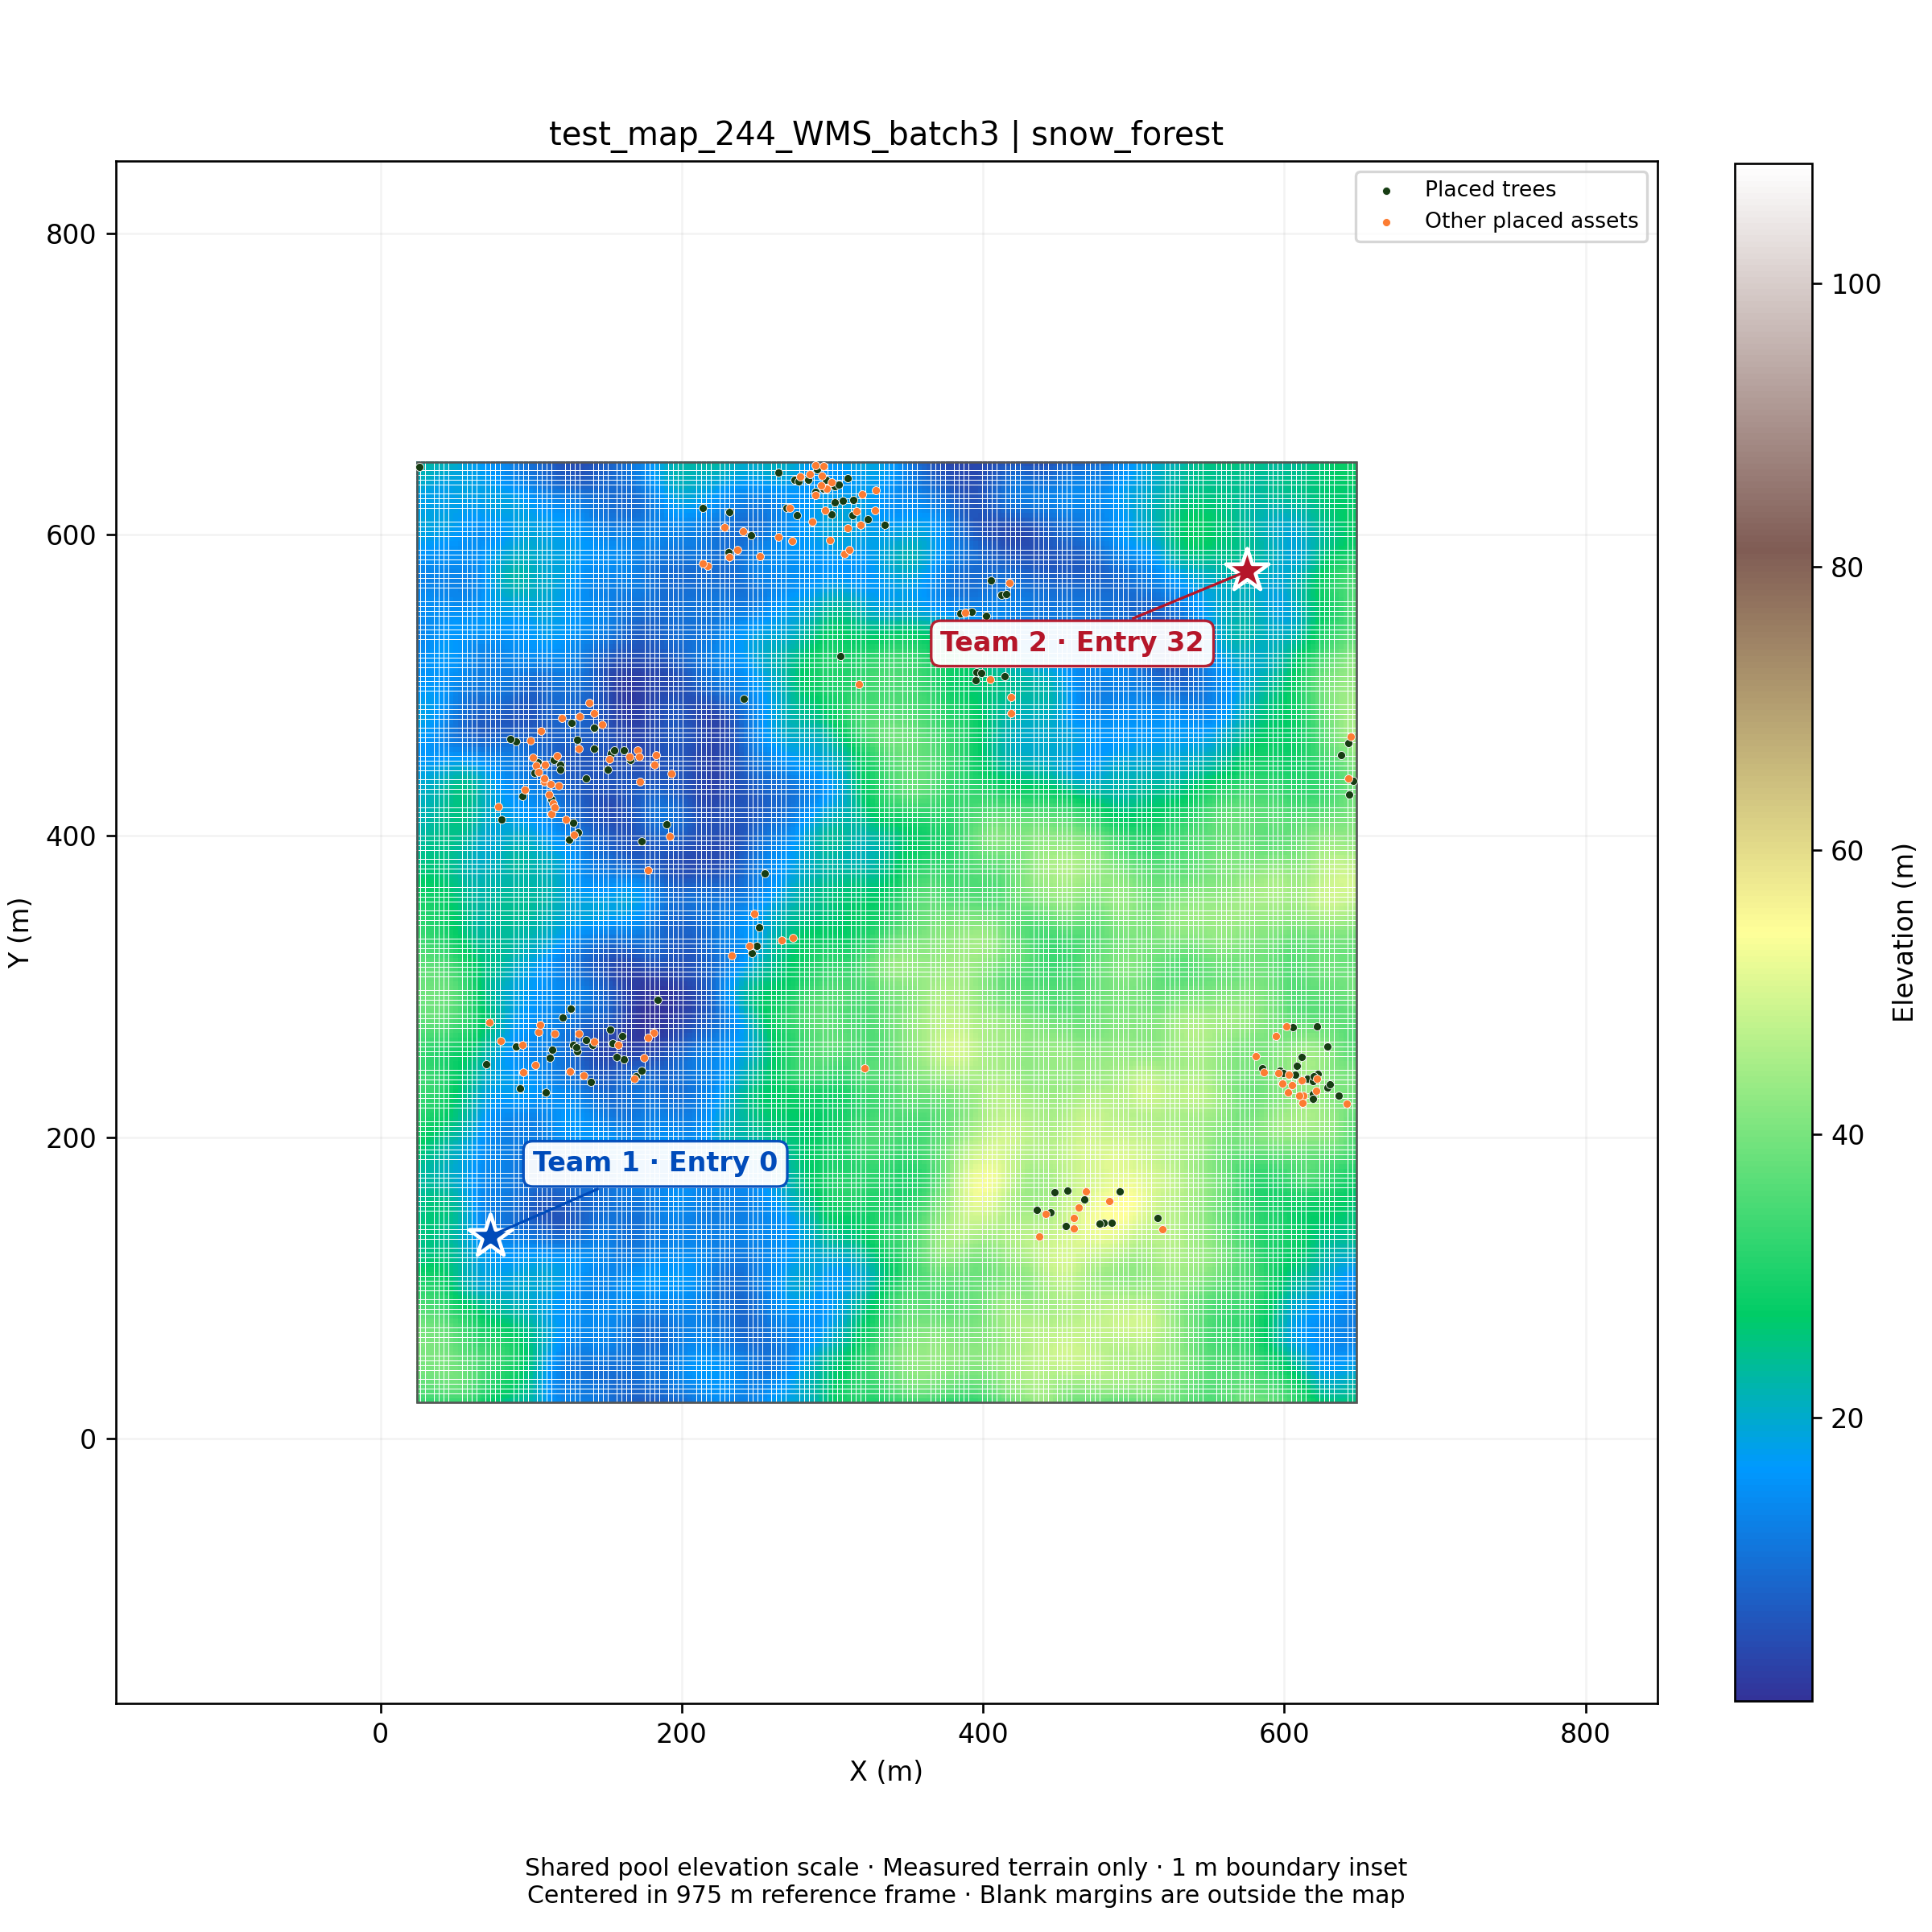 test_map_244_WMS_batch3 | snow_forest
Placed trees
Other placed assets
Team 2 · Entry 32
Team 1 · Entry 0
800
600
400
200
0
Y (m)
0
200
400
600
800
X (m)
100
80
60
40
20
Elevation (m)
Shared pool elevation scale · Measured terrain only · 1 m boundary inset
Centered in 975 m reference frame · Blank margins are outside the map